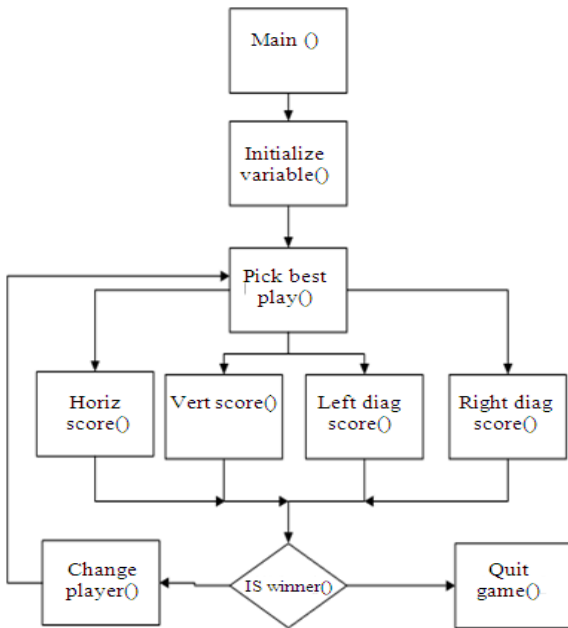 Main ()
Initialize
variable()
Pick best
play()
Horiz
score()
Vert score()
Left diag
score()
Right diag
score()
Change
player()
IS winner()
Quit
game()